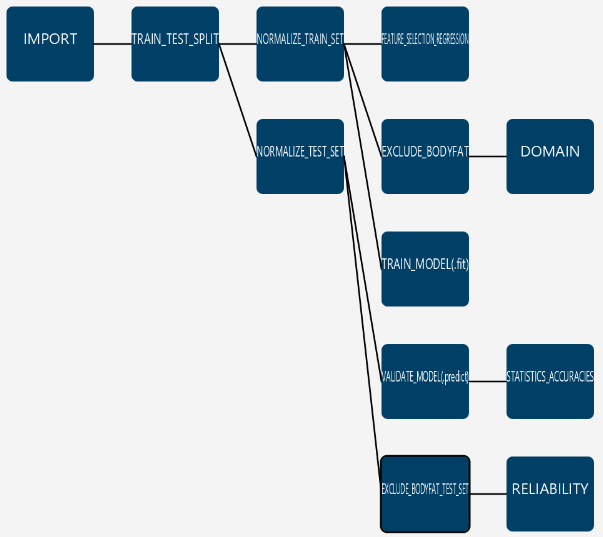 IMPORT
TRAIN_TEST_SPLIT
NORMALIZE_TRAIN_SET
FEATURE_SELECTION_REGRESSION
NORMALIZE_TEST_SET
EXCLUDE_BODYFAT
DOMAIN
TRAIN_MODEL(.fit)
VALIDATE_MODEL(.predict)
STATISTICS_ACCURACIES
EXCLUDE_BODYFAT_TEST_SET
RELIABILITY